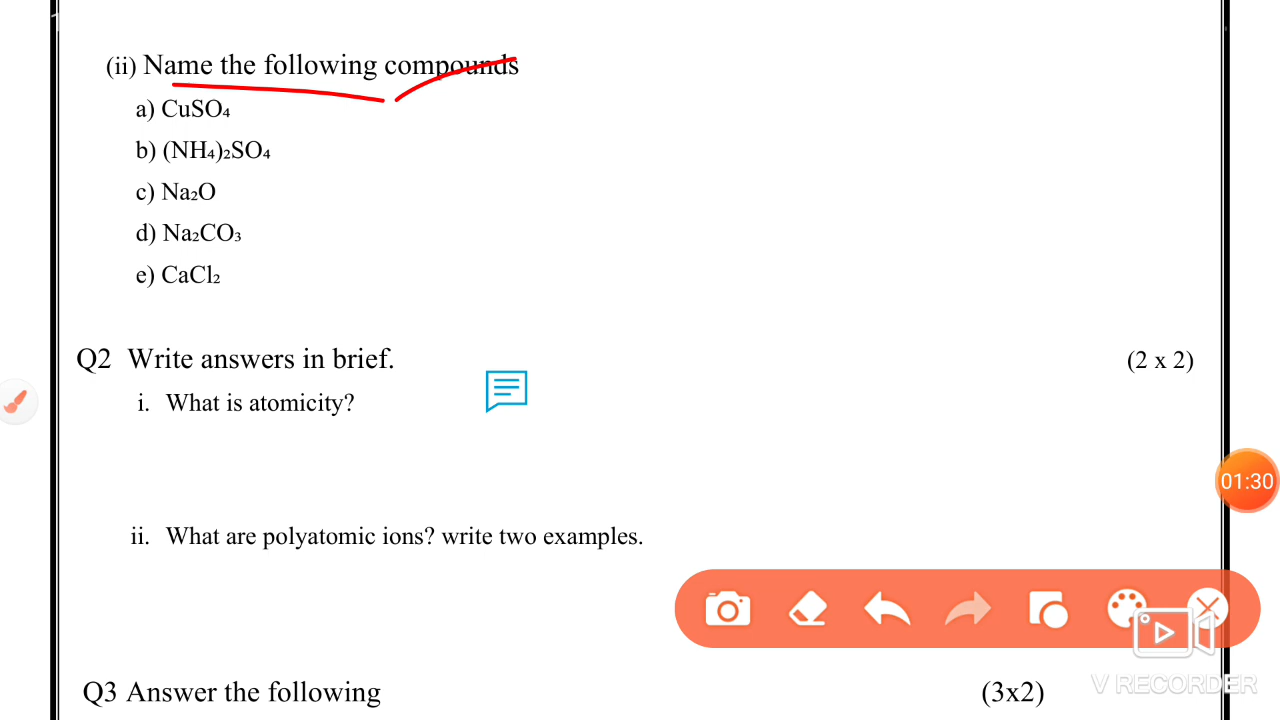 (ii) Name the following compounds
a) CuSO₄
b) (NH₄)₂SO₄
c) Na₂O
d) Na₂CO₃
e) CaCl₂
Q2 Write answers in brief. (2 x 2)
i. What is atomicity?
01:30
ii. What are polyatomic ions? write two examples.
V RECORDER
Q3 Answer the following (3x2)